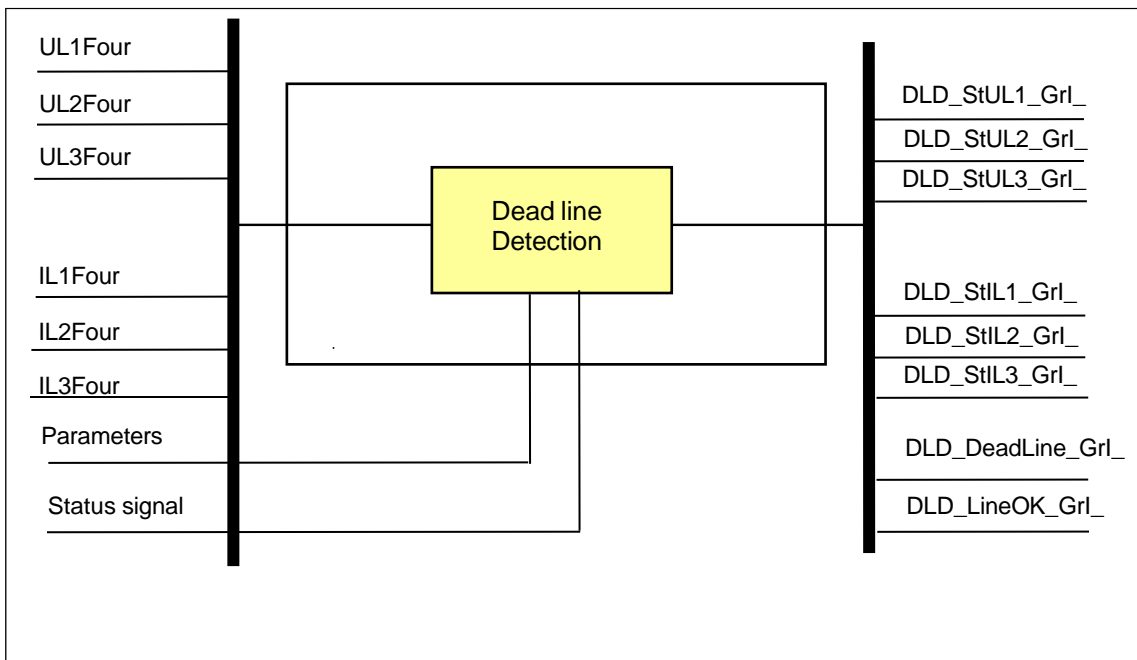 UL1Four
UL2Four
UL3Four
IL1Four
IL2Four
IL3Four
Parameters
Status signal
Dead line
Detection
DLD_StUL1_GrI_
DLD_StUL2_GrI_
DLD_StUL3_GrI_
DLD_StIL1_GrI_
DLD_StIL2_GrI_
DLD_StIL3_GrI_
DLD_DeadLine_GrI_
DLD_LineOK_GrI_